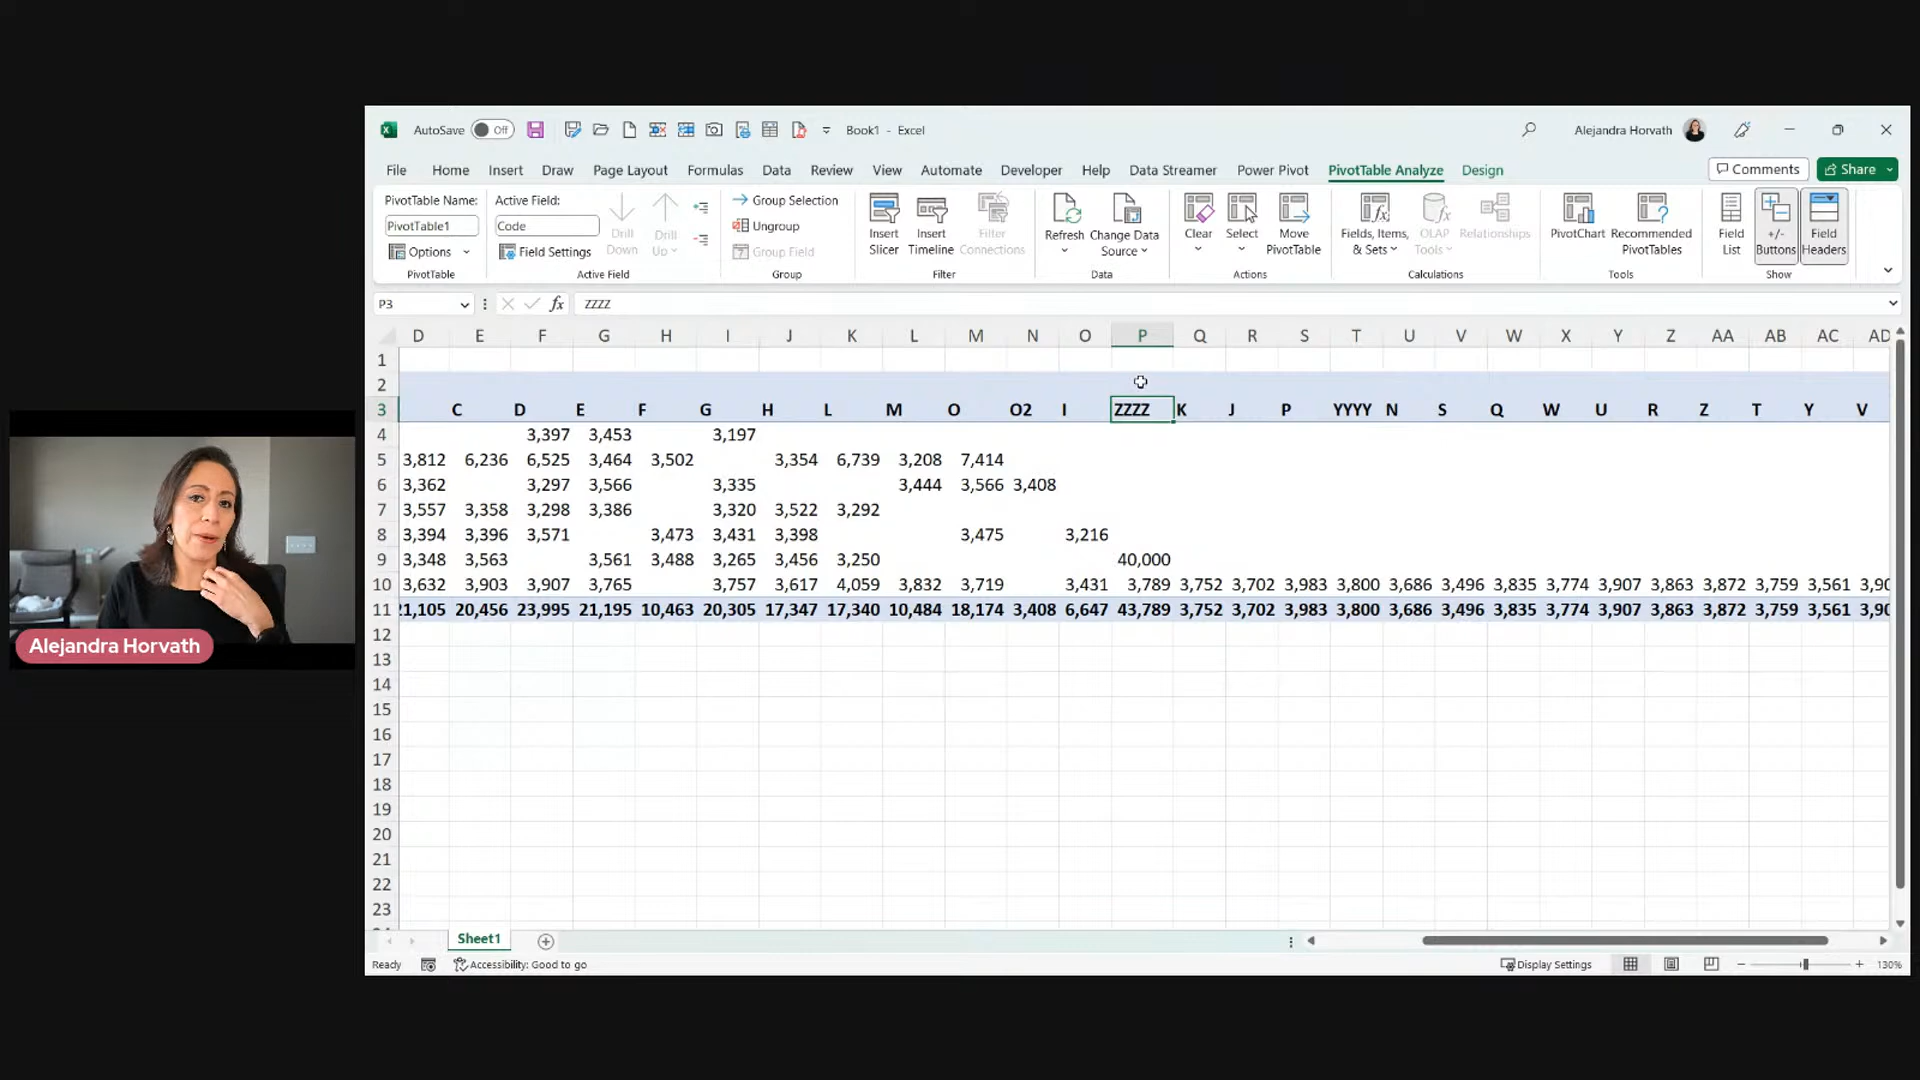 AutoSave Off Book1 - Excel Alejandra Horvath
File Home Insert Draw Page Layout Formulas Data Review View Automate Developer Help Data Streamer Power Pivot PivotTable Analyze Design Comments Share
PivotTable Name:
PivotTable1
Options
PivotTable
Active Field:
Code
Field Settings
Drill Down
Drill Up
Active Field
Group Selection
Ungroup
Group Field
Group
Insert Slicer
Insert Timeline
Filter Connections
Filter
Refresh
Change Data Source
Data
Clear
Select
Move PivotTable
Actions
Fields, Items, & Sets
OLAP Tools
Relationships
Calculations
PivotChart
Recommended PivotTables
Tools
Field List
+/- Buttons
Field Headers
Show
P3 fx ZZZZ
D E F G H I J K L M N O P Q R S T U V W X Y Z AA AB AC AD
1
2
3 C D E F G H L M O O2 I ZZZZ K J P YYYY N S Q W U R Z T Y V
4 3,397 3,453 3,197
5 3,812 6,236 6,525 3,464 3,502 3,354 6,739 3,208 7,414
6 3,362 3,297 3,566 3,335 3,444 3,566 3,408
7 3,557 3,358 3,298 3,386 3,320 3,522 3,292
8 3,394 3,396 3,571 3,473 3,431 3,398 3,475 3,216
9 3,348 3,563 3,561 3,488 3,265 3,456 3,250 40,000
10 3,632 3,903 3,907 3,765 3,757 3,617 4,059 3,832 3,719 3,431 3,789 3,752 3,702 3,983 3,800 3,686 3,496 3,835 3,774 3,907 3,863 3,872 3,759 3,561 3,90
11 1,105 20,456 23,995 21,195 10,463 20,305 17,347 17,340 10,484 18,174 3,408 6,647 43,789 3,752 3,702 3,983 3,800 3,686 3,496 3,835 3,774 3,907 3,863 3,872 3,759 3,561 3,90
12
13
14
15
16
17
18
19
20
21
22
23
Sheet1
Ready Accessibility: Good to go Display Settings 130%
Alejandra Horvath